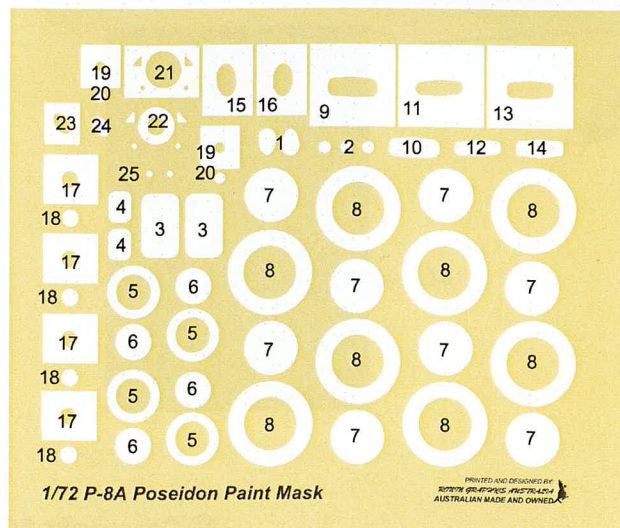 19 21
20 15 16 9 11 13
23 24 22
19 1 2 10 12 14
25 20
17 7 8 7 8
18 4 3 3
4
17 8 7 8 7
18 5 6
6 5
17 7 8 7 8
18 5 6
17 8 7 8 7
18 6 5
1/72 P-8A Poseidon Paint Mask
PRINTED AND DESIGNED BY
RONIN GRAPHICS AUSTRALIA
AUSTRALIAN MADE AND OWNED